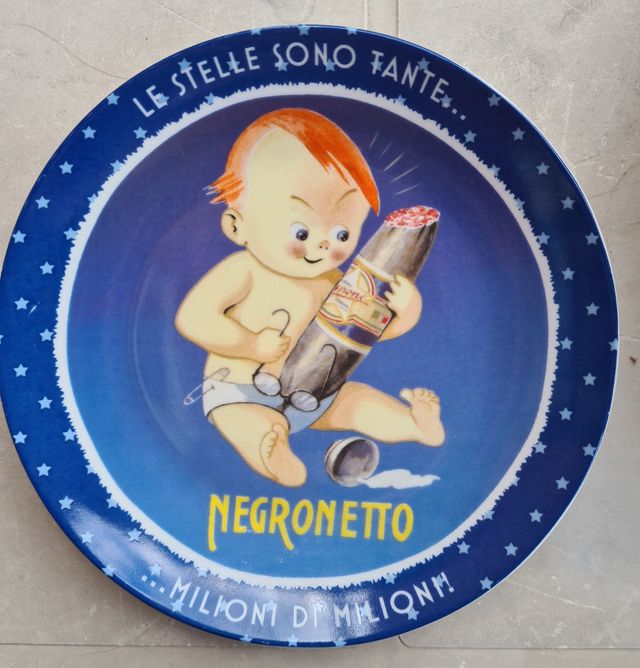 LE STELLE SONO TANTE...
NEGRONETTO
...MILIONI DI MILIONI!